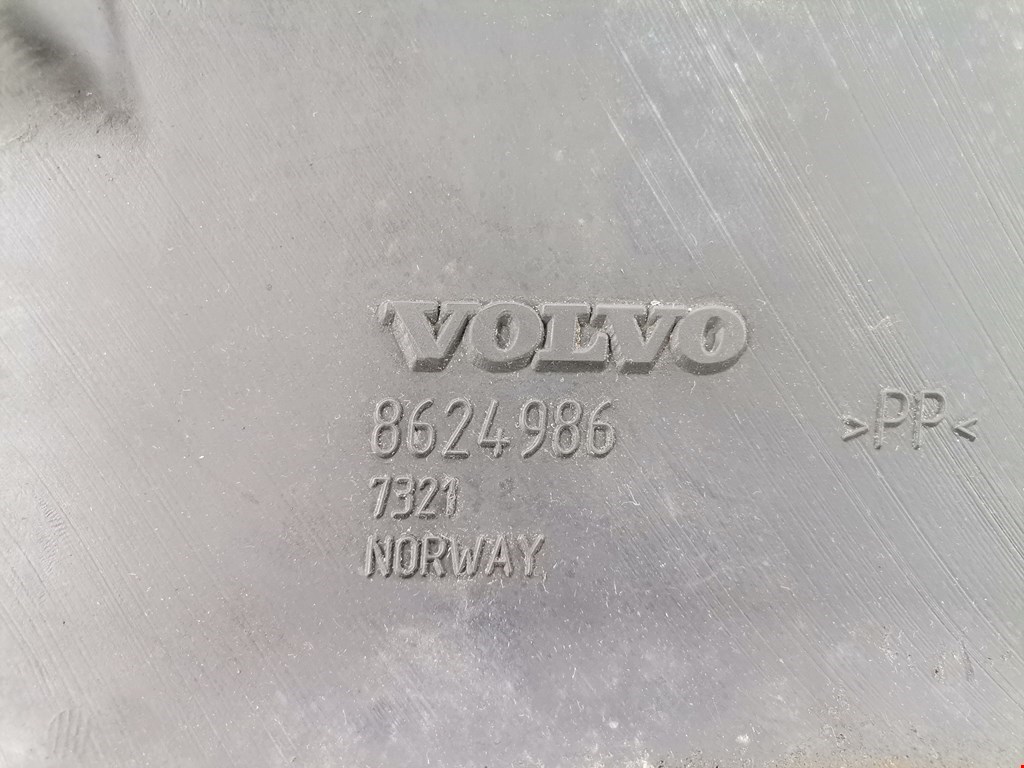 VOLVO
8624986
>PP<
7321
NORWAY